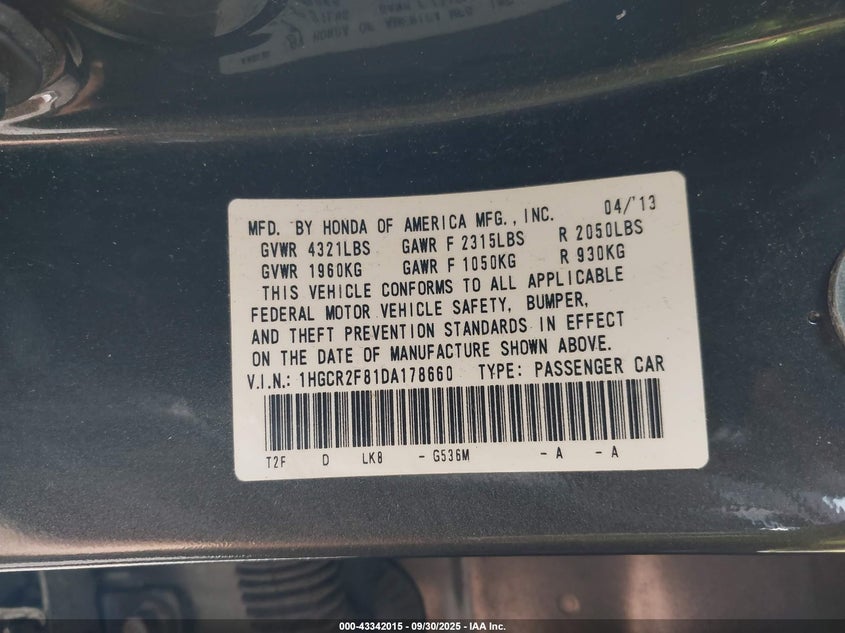 MFD. BY HONDA OF AMERICA MFG., INC. 04/'13
GVWR 4321LBS GAWR F 2315LBS R 2050LBS
GVWR 1960KG GAWR F 1050KG R 930KG
THIS VEHICLE CONFORMS TO ALL APPLICABLE
FEDERAL MOTOR VEHICLE SAFETY, BUMPER,
AND THEFT PREVENTION STANDARDS IN EFFECT
ON THE DATE OF MANUFACTURE SHOWN ABOVE.
V.I.N.: 1HGCR2F81DA178660 TYPE: PASSENGER CAR
T2F D LK8 - G536M - A - A
000-43342015 - 09/30/2025 - IAA Inc.